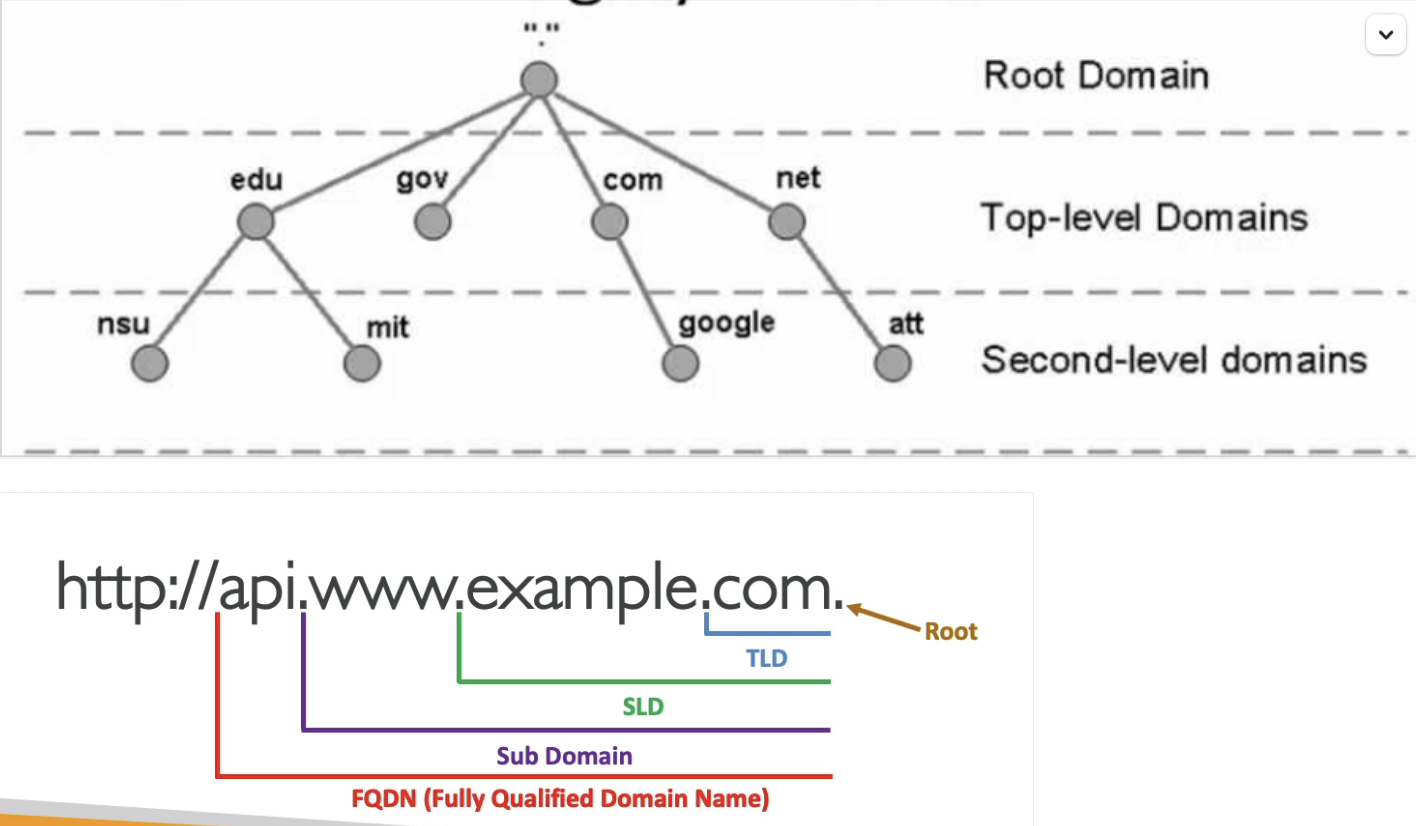 "."
Root Domain
edu gov com net
Top-level Domains
nsu mit google att
Second-level domains
http://api.www.example.com.
Root
TLD
SLD
Sub Domain
FQDN (Fully Qualified Domain Name)